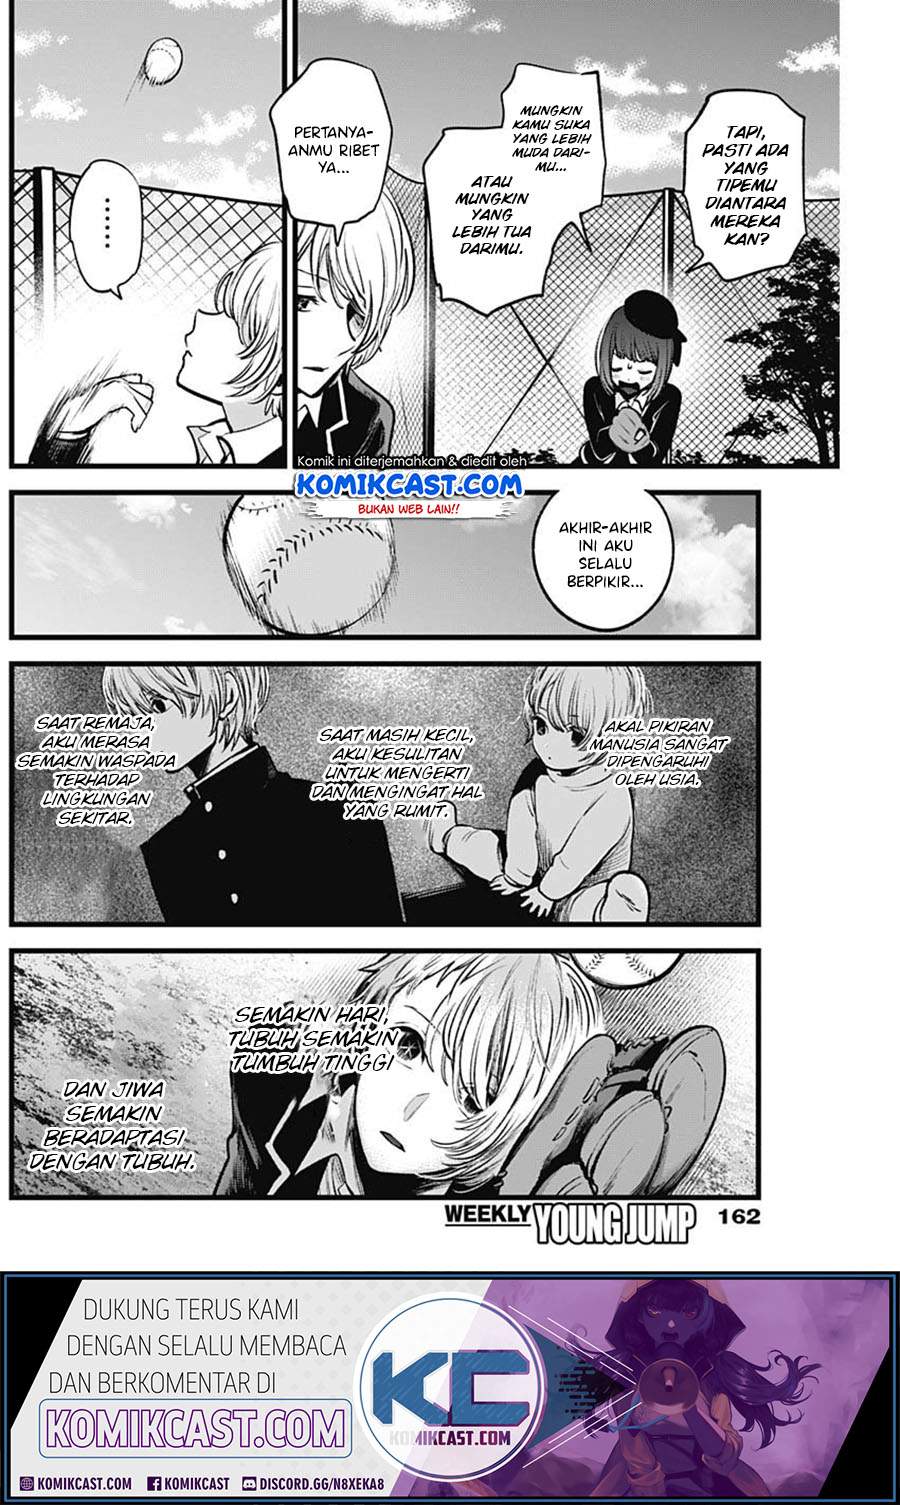 TAPI,
PASTI ADA
YANG
TIPEMU
DIANTARA
MEREKA
KAN?
MUNGKIN
KAMU SUKA
YANG LEBIH
MUDA DARI-
MU...
ATAU
MUNGKIN
YANG
LEBIH TUA
DARIMU.
PERTANYA-
ANMU RIBET
YA...
......
Komik ini diterjemahkan & diedit oleh
KOMIKCAST.COM
BUKAN WEB LAIN!!
AKHIR-AKHIR
INI AKU
SELALU
BERPIKIR...
AKAL PIKIRAN
MANUSIA SANGAT
DIPENGARUHI
OLEH USIA.
SAAT MASIH KECIL,
AKU KESULITAN
UNTUK MENGERTI
DAN MENGINGAT HAL
YANG RUMIT.
SAAT REMAJA,
AKU MERASA
SEMAKIN WASPADA
TERHADAP
LINGKUNGAN
SEKITAR.
SEMAKIN HARI,
TUBUH SEMAKIN
TUMBUH TINGGI
DAN JIWA
SEMAKIN
BERADAPTASI
DENGAN TUBUH.
WEEKLY YOUNG JUMP 162
DUKUNG TERUS KAMI
DENGAN SELALU MEMBACA
DAN BERKOMENTAR DI
KOMIKCAST.COM
KC
KOMIKCAST.COM
KOMIKCAST.COM KOMIKCAST DISCORD.GG/N8XEKA8